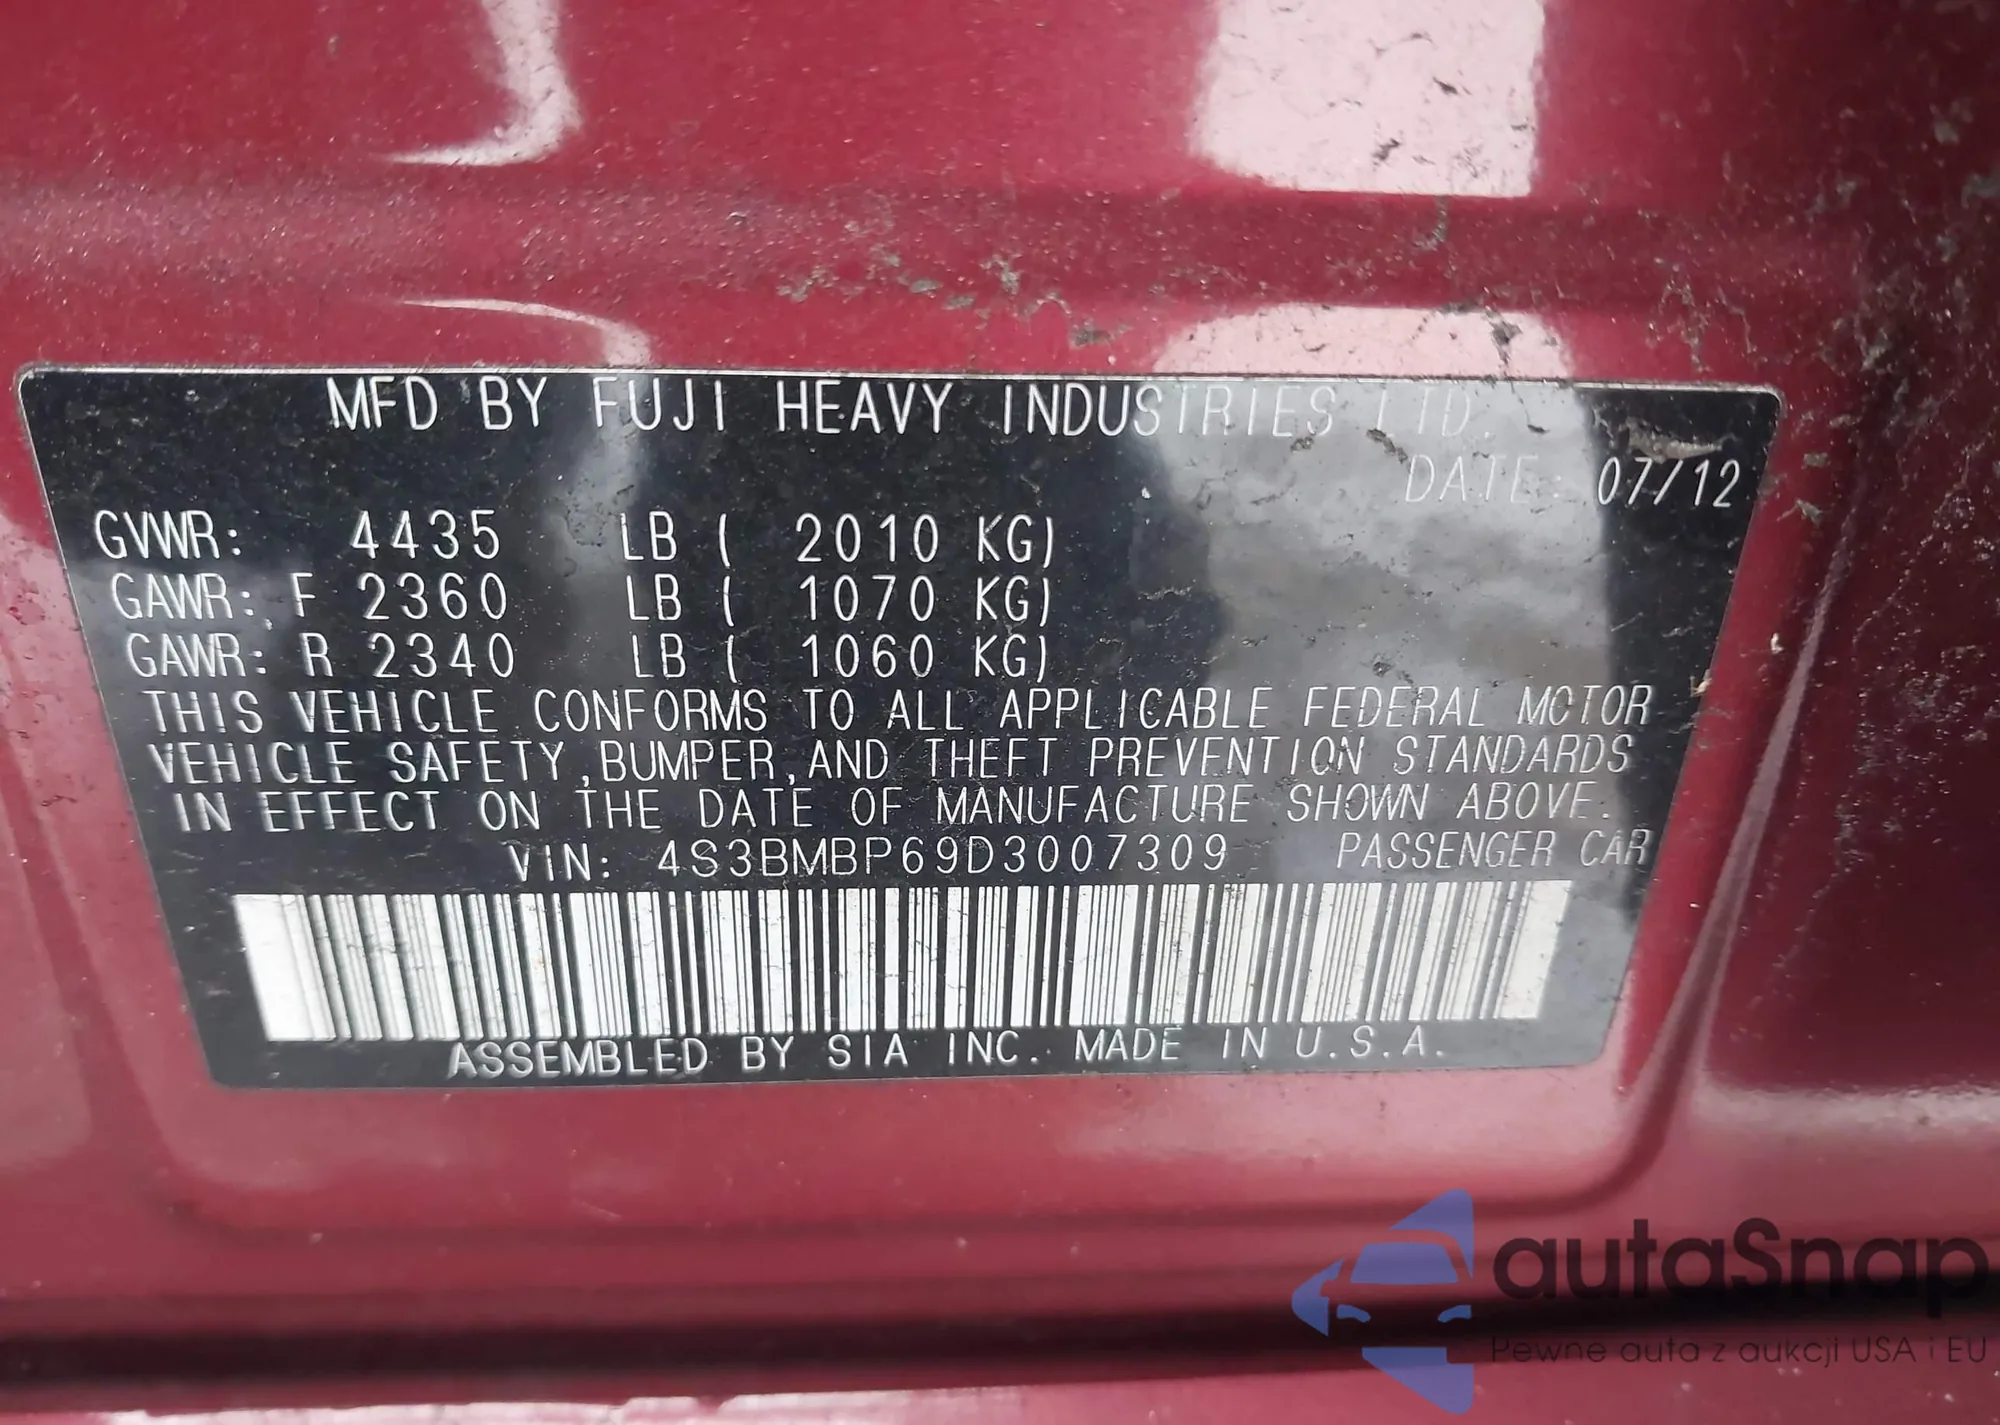 MFD BY FUJI HEAVY INDUSTRIES LTD.
DATE: 07/12
GVWR: 4435 LB ( 2010 KG)
GAWR: F 2360 LB ( 1070 KG)
GAWR: R 2340 LB ( 1060 KG)
THIS VEHICLE CONFORMS TO ALL APPLICABLE FEDERAL MOTOR
VEHICLE SAFETY,BUMPER,AND THEFT PREVENTION STANDARDS
IN EFFECT ON THE DATE OF MANUFACTURE SHOWN ABOVE.
VIN: 4S3BMBP69D3007309 PASSENGER CAR
ASSEMBLED BY SIA INC. MADE IN U.S.A.
autaSnap
Pewne auta z aukcji USA i EU